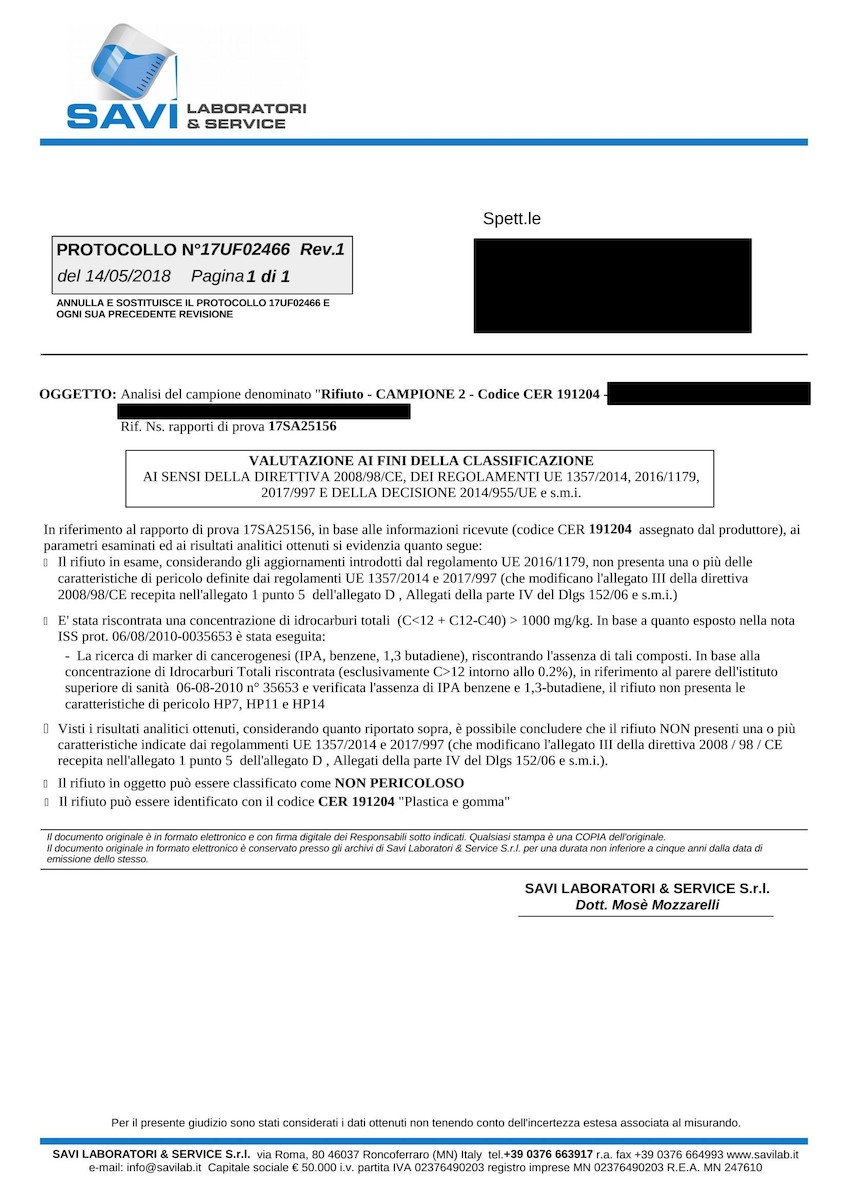 SAVI LABORATORI
& SERVICE
Spett.le
PROTOCOLLO N°17UF02466 Rev.1
del 14/05/2018 Pagina 1 di 1
ANNULLA E SOSTITUISCE IL PROTOCOLLO 17UF02466 E
OGNI SUA PRECEDENTE REVISIONE
OGGETTO: Analisi del campione denominato "Rifiuto - CAMPIONE 2 - Codice CER 191204 -
Rif. Ns. rapporti di prova 17SA25156
VALUTAZIONE AI FINI DELLA CLASSIFICAZIONE
AI SENSI DELLA DIRETTIVA 2008/98/CE, DEI REGOLAMENTI UE 1357/2014, 2016/1179,
2017/997 E DELLA DECISIONE 2014/955/UE e s.m.i.
In riferimento al rapporto di prova 17SA25156, in base alle informazioni ricevute (codice CER 191204 assegnato dal produttore), ai
parametri esaminati ed ai risultati analitici ottenuti si evidenzia quanto segue:
Il rifiuto in esame, considerando gli aggiornamenti introdotti dal regolamento UE 2016/1179, non presenta una o più delle
caratteristiche di pericolo definite dai regolamenti UE 1357/2014 e 2017/997 (che modificano l'allegato III della direttiva
2008/98/CE recepita nell'allegato 1 punto 5 dell'allegato D , Allegati della parte IV del Dlgs 152/06 e s.m.i.)
E' stata riscontrata una concentrazione di idrocarburi totali (C<12 + C12-C40) > 1000 mg/kg. In base a quanto esposto nella nota
ISS prot. 06/08/2010-0035653 è stata eseguita:
- La ricerca di marker di cancerogenesi (IPA, benzene, 1,3 butadiene), riscontrando l'assenza di tali composti. In base alla
concentrazione di Idrocarburi Totali riscontrata (esclusivamente C>12 intorno allo 0.2%), in riferimento al parere dell'istituto
superiore di sanità 06-08-2010 n° 35653 e verificata l'assenza di IPA benzene e 1,3-butadiene, il rifiuto non presenta le
caratteristiche di pericolo HP7, HP11 e HP14
Visti i risultati analitici ottenuti, considerando quanto riportato sopra, è possibile concludere che il rifiuto NON presenti una o più
caratteristiche indicate dai regolammenti UE 1357/2014 e 2017/997 (che modificano l'allegato III della direttiva 2008 / 98 / CE
recepita nell'allegato 1 punto 5 dell'allegato D , Allegati della parte IV del Dlgs 152/06 e s.m.i.).
Il rifiuto in oggetto può essere classificato come NON PERICOLOSO
Il rifiuto può essere identificato con il codice CER 191204 "Plastica e gomma"
Il documento originale è in formato elettronico e con firma digitale dei Responsabili sotto indicati. Qualsiasi stampa è una COPIA dell'originale.
Il documento originale in formato elettronico è conservato presso gli archivi di Savi Laboratori & Service S.r.l. per una durata non inferiore a cinque anni dalla data di
emissione dello stesso.
SAVI LABORATORI & SERVICE S.r.l.
Dott. Mosè Mozzarelli
Per il presente giudizio sono stati considerati i dati ottenuti non tenendo conto dell'incertezza estesa associata al misurando.
SAVI LABORATORI & SERVICE S.r.l. via Roma, 80 46037 Roncoferraro (MN) Italy tel.+39 0376 663917 r.a. fax +39 0376 664993 www.savilab.it
e-mail: info@savilab.it Capitale sociale € 50.000 i.v. partita IVA 02376490203 registro imprese MN 02376490203 R.E.A. MN 247610